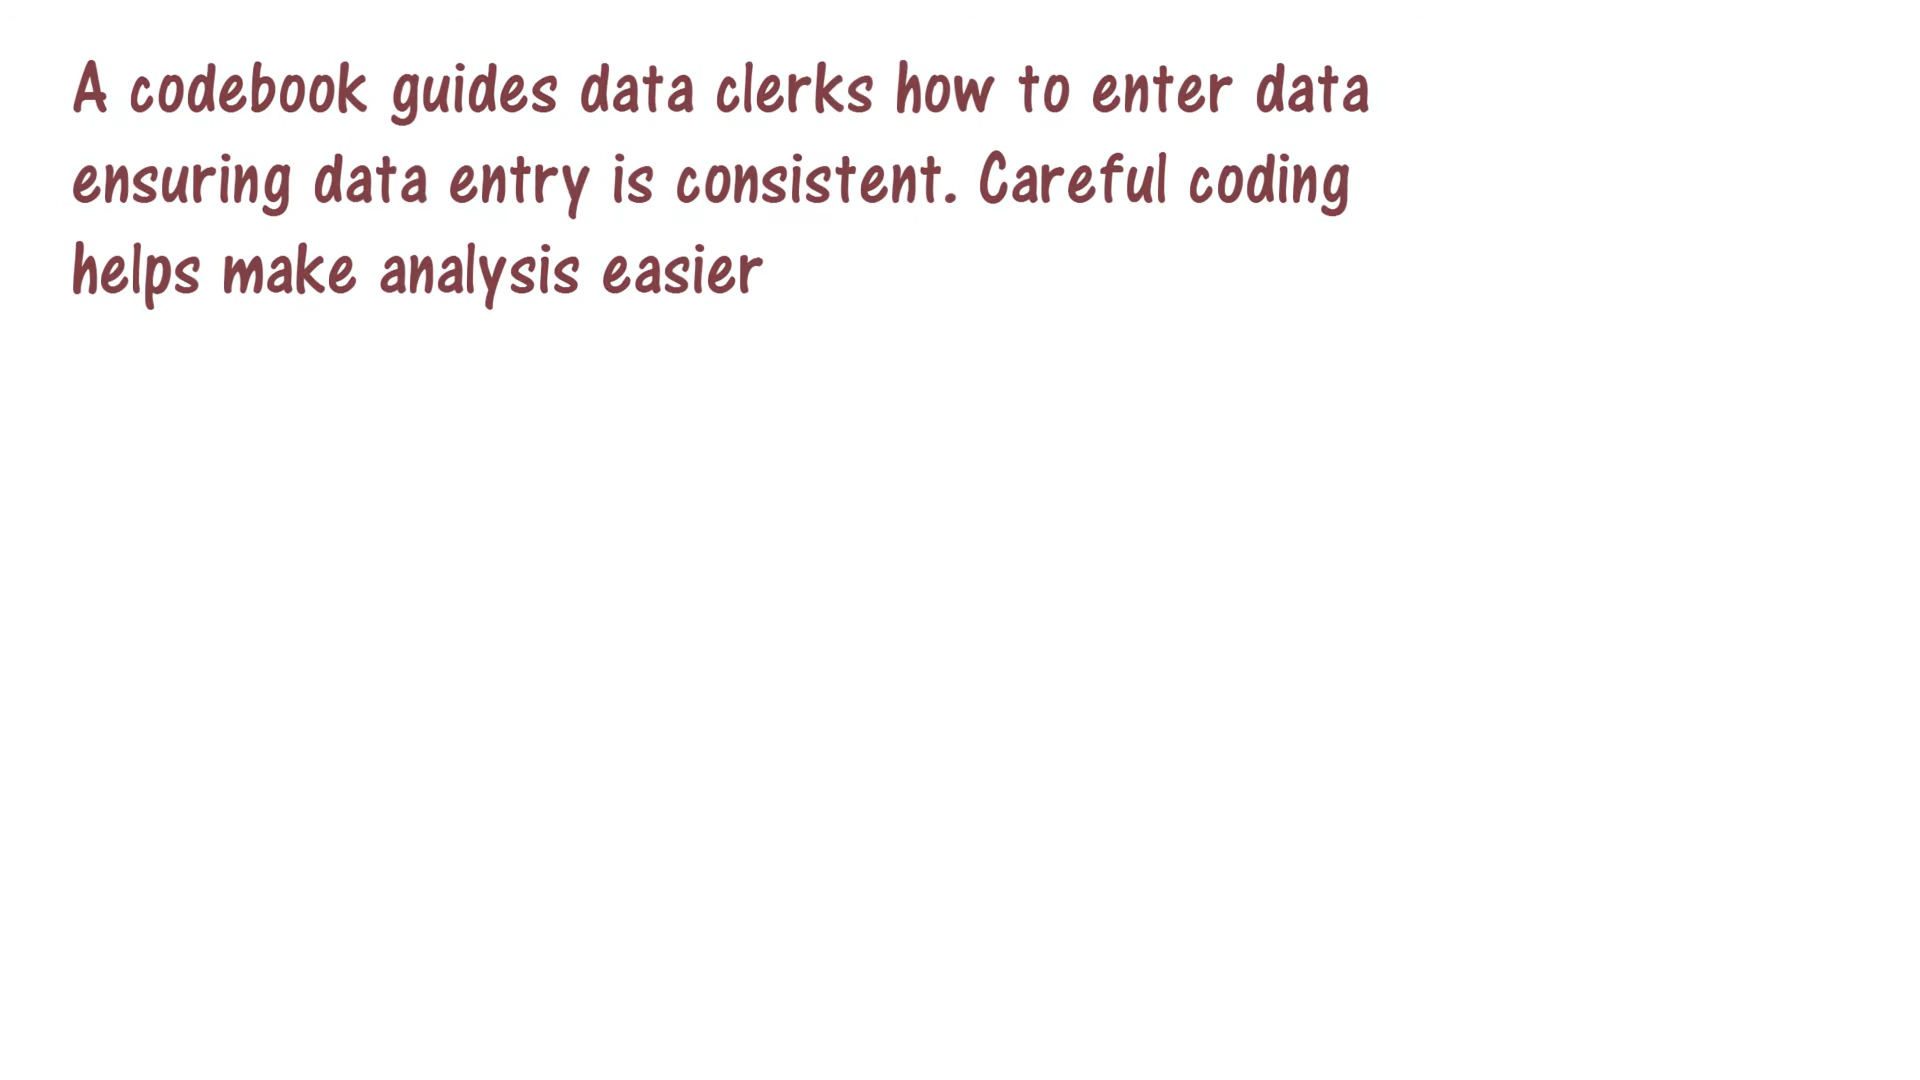 A codebook guides data clerks how to enter data
ensuring data entry is consistent. Careful coding
helps make analysis easier